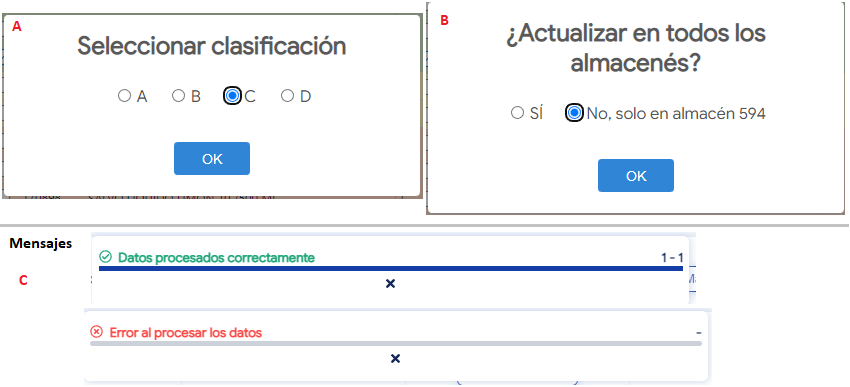 A
Seleccionar clasificación
A B C D
OK
B
¿Actualizar en todos los
almacenés?
SÍ No, solo en almacén 594
OK
Mensajes
C
Datos procesados correctamente 1 - 1
Error al procesar los datos -